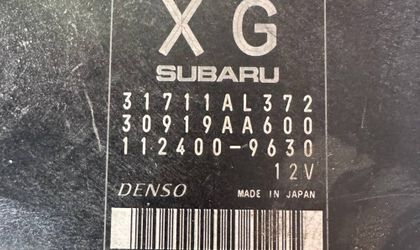 X G
SUBARU
31711AL372
30919AA600
112400-9630
12V
DENSO MADE IN JAPAN